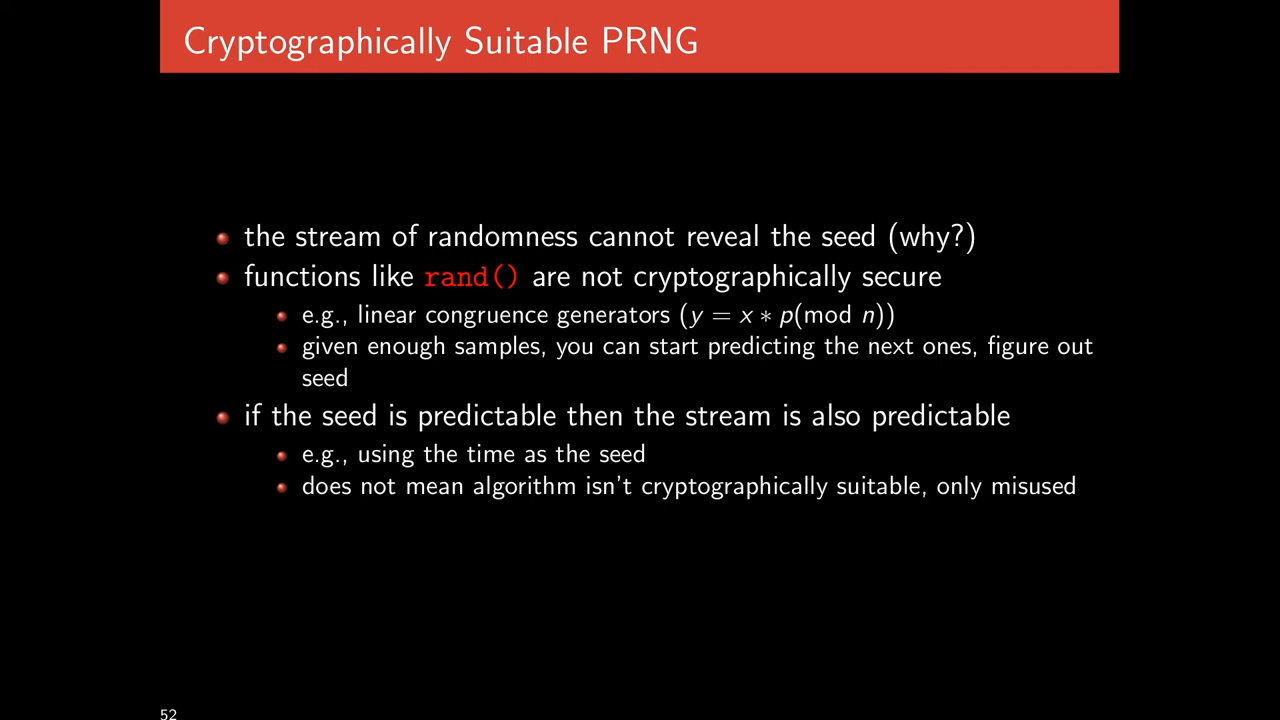 Cryptographically Suitable PRNG
the stream of randomness cannot reveal the seed (why?)
functions like rand() are not cryptographically secure
e.g., linear congruence generators (y = x ∗ p(mod n))
given enough samples, you can start predicting the next ones, figure out
seed
if the seed is predictable then the stream is also predictable
e.g., using the time as the seed
does not mean algorithm isn't cryptographically suitable, only misused
52